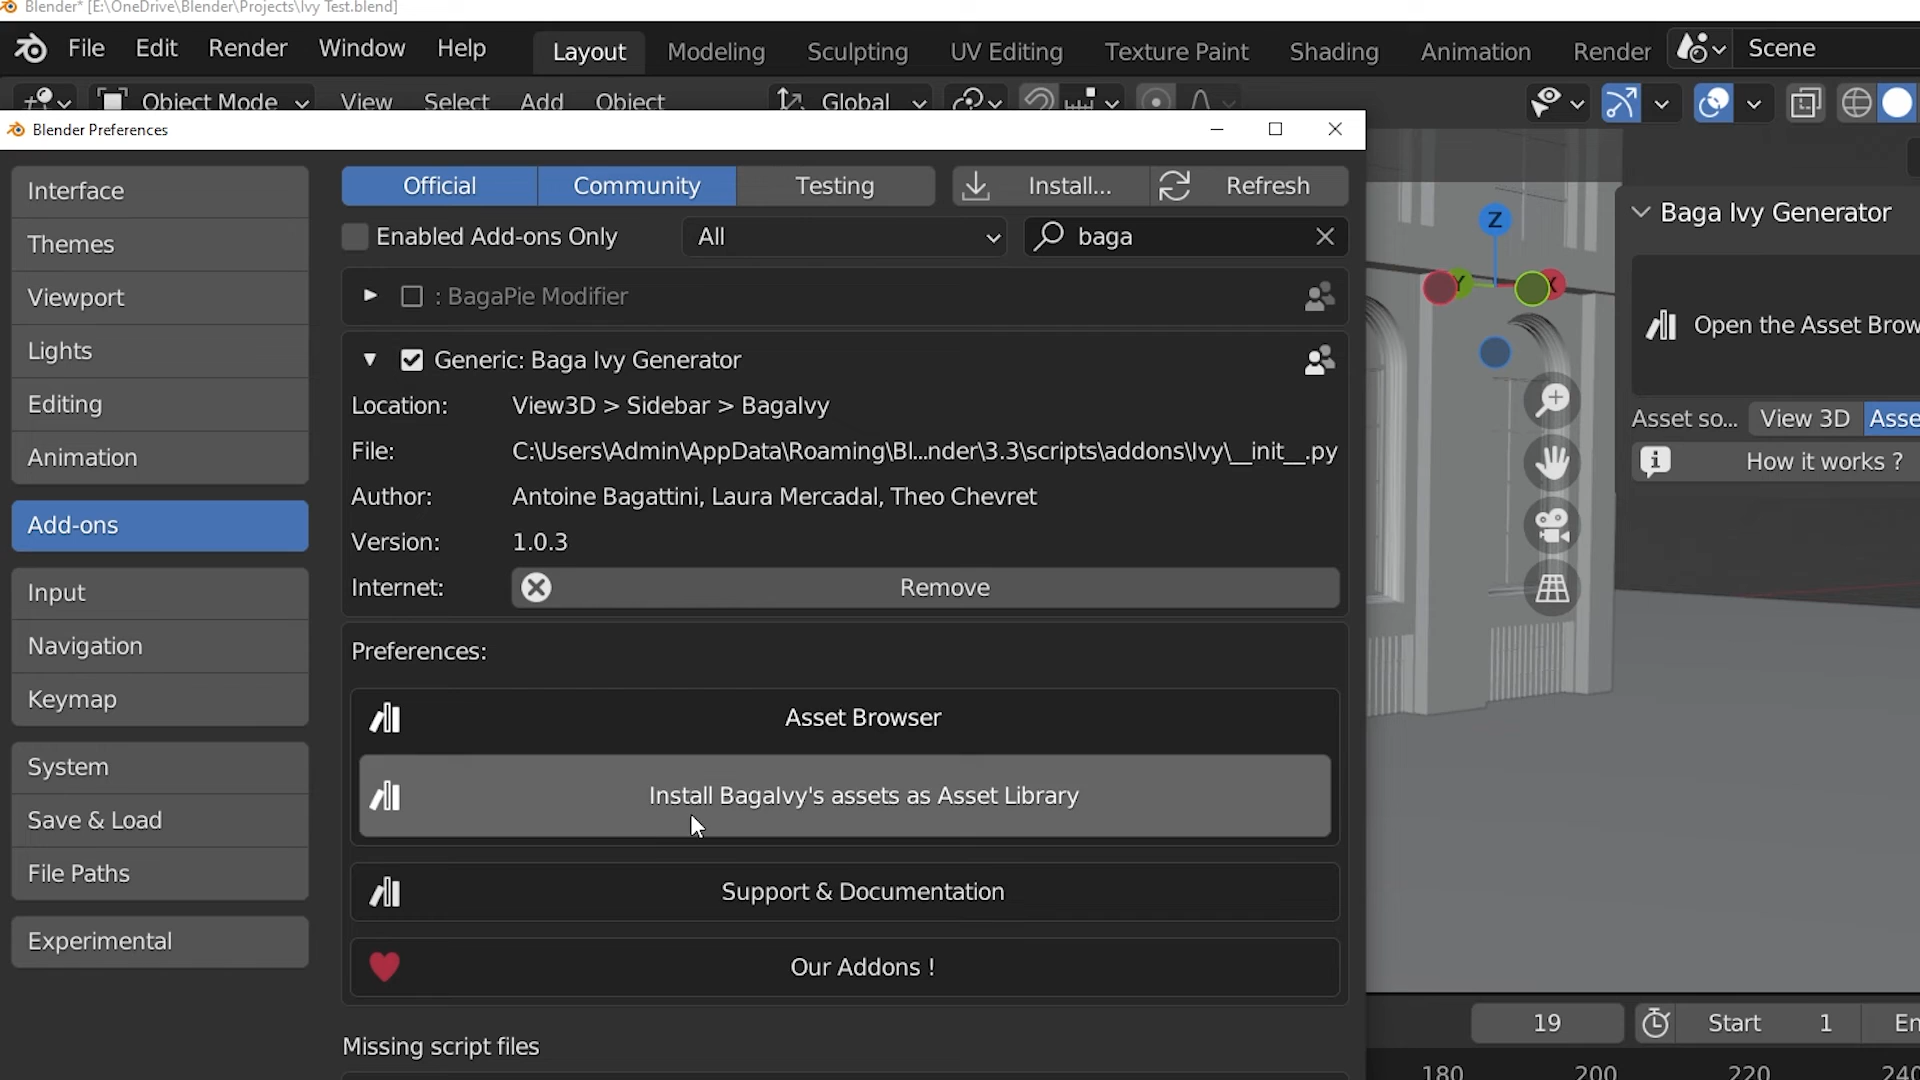 Blender* [E:\OneDrive\Blender\Projects\Ivy Test.blend]
File Edit Render Window Help Layout Modeling Sculpting UV Editing Texture Paint Shading Animation Render Scene
Object Mode View Select Add Object Global
Blender Preferences
Interface
Themes
Viewport
Lights
Editing
Animation
Add-ons
Input
Navigation
Keymap
System
Save & Load
File Paths
Experimental
Official Community Testing Install... Refresh
Enabled Add-ons Only All baga
: BagaPie Modifier
Generic: Baga Ivy Generator
Location: View3D > Sidebar > BagaIvy
File: C:\Users\Admin\AppData\Roaming\Bl...nder\3.3\scripts\addons\Ivy\__init__.py
Author: Antoine Bagattini, Laura Mercadal, Theo Chevret
Version: 1.0.3
Internet: Remove
Preferences:
Asset Browser
Install BagaIvy's assets as Asset Library
Support & Documentation
Our Addons !
Missing script files
Z
Y X
Baga Ivy Generator
Open the Asset Brow
Asset so... View 3D Asse
How it works ?
19 Start 1 En
180 200 220 240